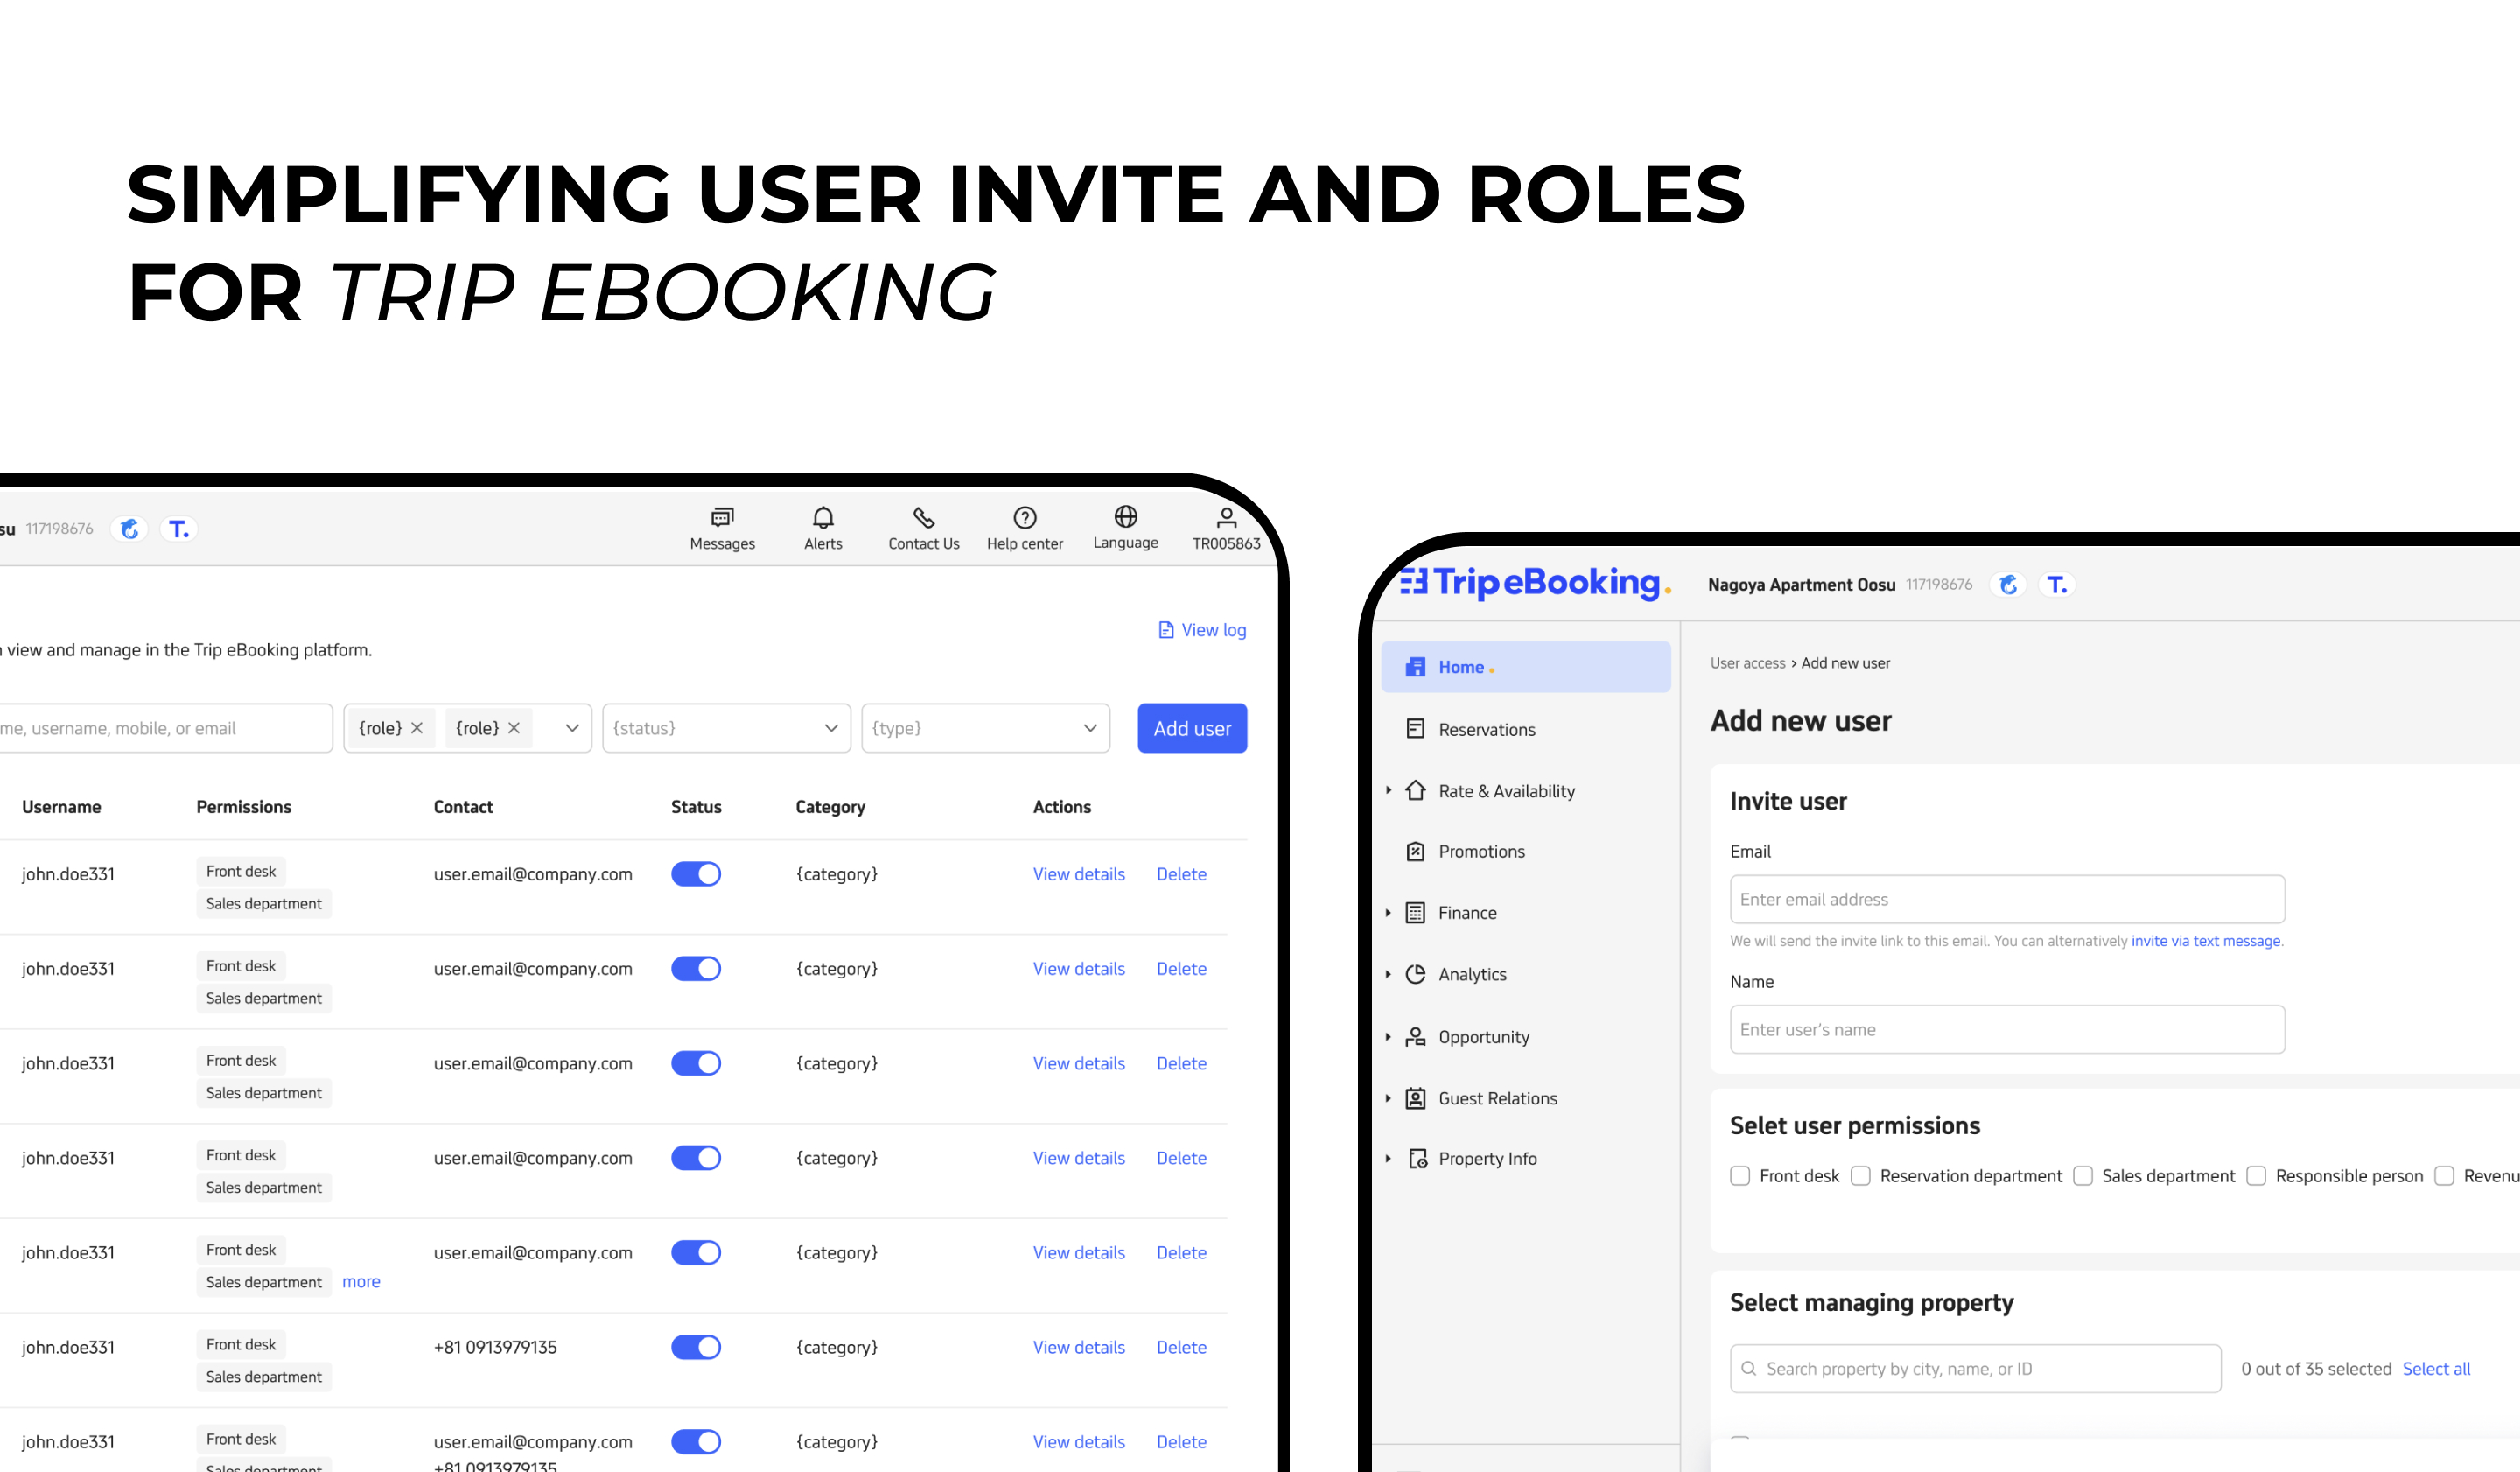 SIMPLIFYING USER INVITE AND ROLES
FOR TRIP EBOOKING
su 117198676 T.
Messages Alerts Contact Us Help center Language TR005863
View log
view and manage in the Trip eBooking platform.
me, username, mobile, or email {role} {role} {status} {type} Add user
Username Permissions Contact Status Category Actions
john.doe331 Front desk user.email@company.com {category} View details Delete
Sales department
john.doe331 Front desk user.email@company.com {category} View details Delete
Sales department
john.doe331 Front desk user.email@company.com {category} View details Delete
Sales department
john.doe331 Front desk user.email@company.com {category} View details Delete
Sales department
john.doe331 Front desk user.email@company.com {category} View details Delete
Sales department more
john.doe331 Front desk +81 0913979135 {category} View details Delete
Sales department
john.doe331 Front desk user.email@company.com {category} View details Delete
Sales department +81 0913979135
Trip eBooking. Nagoya Apartment Oosu 117198676 T.
Home
Reservations
Rate & Availability
Promotions
Finance
Analytics
Opportunity
Guest Relations
Property Info
User access > Add new user
Add new user
Invite user
Email
Enter email address
We will send the invite link to this email. You can alternatively invite via text message.
Name
Enter user's name
Selet user permissions
Front desk Reservation department Sales department Responsible person Revenu
Select managing property
Search property by city, name, or ID 0 out of 35 selected Select all